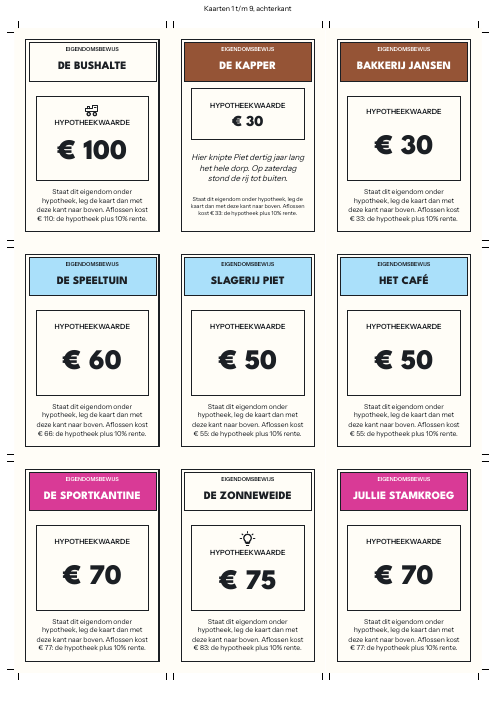 Kaarten 1 t/m 9, achterkant
EIGENDOMSBEWIJS
DE BUSHALTE
HYPOTHEEKWAARDE
€ 100
Staat dit eigendom onder
hypotheek, leg de kaart dan met
deze kant naar boven. Aflossen kost
€ 110: de hypotheek plus 10% rente.
EIGENDOMSBEWIJS
DE KAPPER
HYPOTHEEKWAARDE
€ 30
Hier knipte Piet dertig jaar lang
het hele dorp. Op zaterdag
stond de rij tot buiten.
Staat dit eigendom onder hypotheek, leg de
kaart dan met deze kant naar boven. Aflossen
kost € 33: de hypotheek plus 10% rente.
EIGENDOMSBEWIJS
BAKKERIJ JANSEN
HYPOTHEEKWAARDE
€ 30
Staat dit eigendom onder
hypotheek, leg de kaart dan met
deze kant naar boven. Aflossen kost
€ 33: de hypotheek plus 10% rente.
EIGENDOMSBEWIJS
DE SPEELTUIN
HYPOTHEEKWAARDE
€ 60
Staat dit eigendom onder
hypotheek, leg de kaart dan met
deze kant naar boven. Aflossen kost
€ 66: de hypotheek plus 10% rente.
EIGENDOMSBEWIJS
SLAGERIJ PIET
HYPOTHEEKWAARDE
€ 50
Staat dit eigendom onder
hypotheek, leg de kaart dan met
deze kant naar boven. Aflossen kost
€ 55: de hypotheek plus 10% rente.
EIGENDOMSBEWIJS
HET CAFÉ
HYPOTHEEKWAARDE
€ 50
Staat dit eigendom onder
hypotheek, leg de kaart dan met
deze kant naar boven. Aflossen kost
€ 55: de hypotheek plus 10% rente.
EIGENDOMSBEWIJS
DE SPORTKANTINE
HYPOTHEEKWAARDE
€ 70
Staat dit eigendom onder
hypotheek, leg de kaart dan met
deze kant naar boven. Aflossen kost
€ 77: de hypotheek plus 10% rente.
EIGENDOMSBEWIJS
DE ZONNEWEIDE
HYPOTHEEKWAARDE
€ 75
Staat dit eigendom onder
hypotheek, leg de kaart dan met
deze kant naar boven. Aflossen kost
€ 83: de hypotheek plus 10% rente.
EIGENDOMSBEWIJS
JULLIE STAMKROEG
HYPOTHEEKWAARDE
€ 70
Staat dit eigendom onder
hypotheek, leg de kaart dan met
deze kant naar boven. Aflossen kost
€ 77: de hypotheek plus 10% rente.